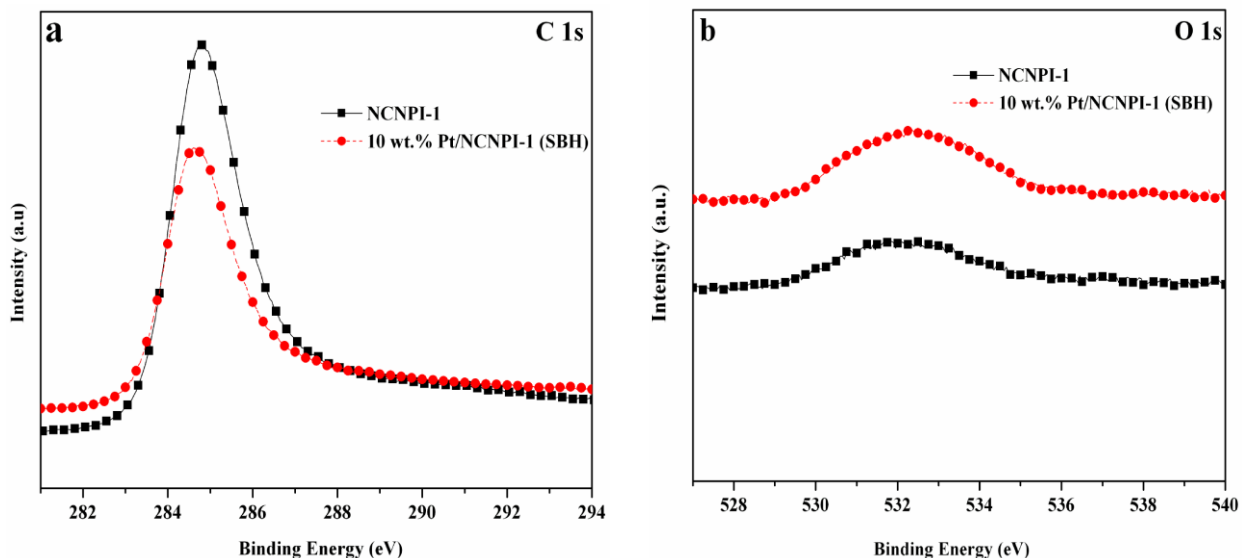 a
C 1s
NCNPI-1
10 wt.% Pt/NCNPI-1 (SBH)
Intensity (a.u)
282 284 286 288 290 292 294
Binding Energy (eV)
b
O 1s
NCNPI-1
10 wt.% Pt/NCNPI-1 (SBH)
Intensity (a.u.)
528 530 532 534 536 538 540
Binding Energy (eV)